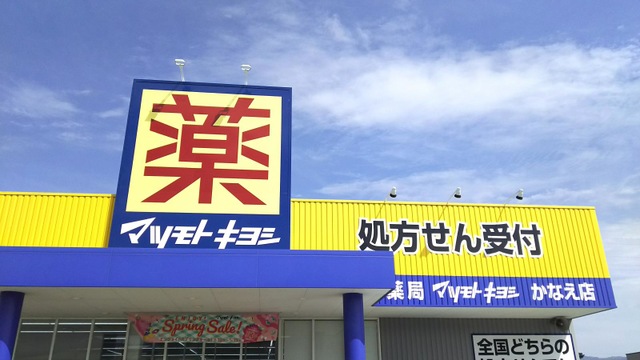 薬
マツモトキヨシ
処方せん受付
薬局 マツモトキヨシ かなえ店
Spring Sale!
全国どちらの